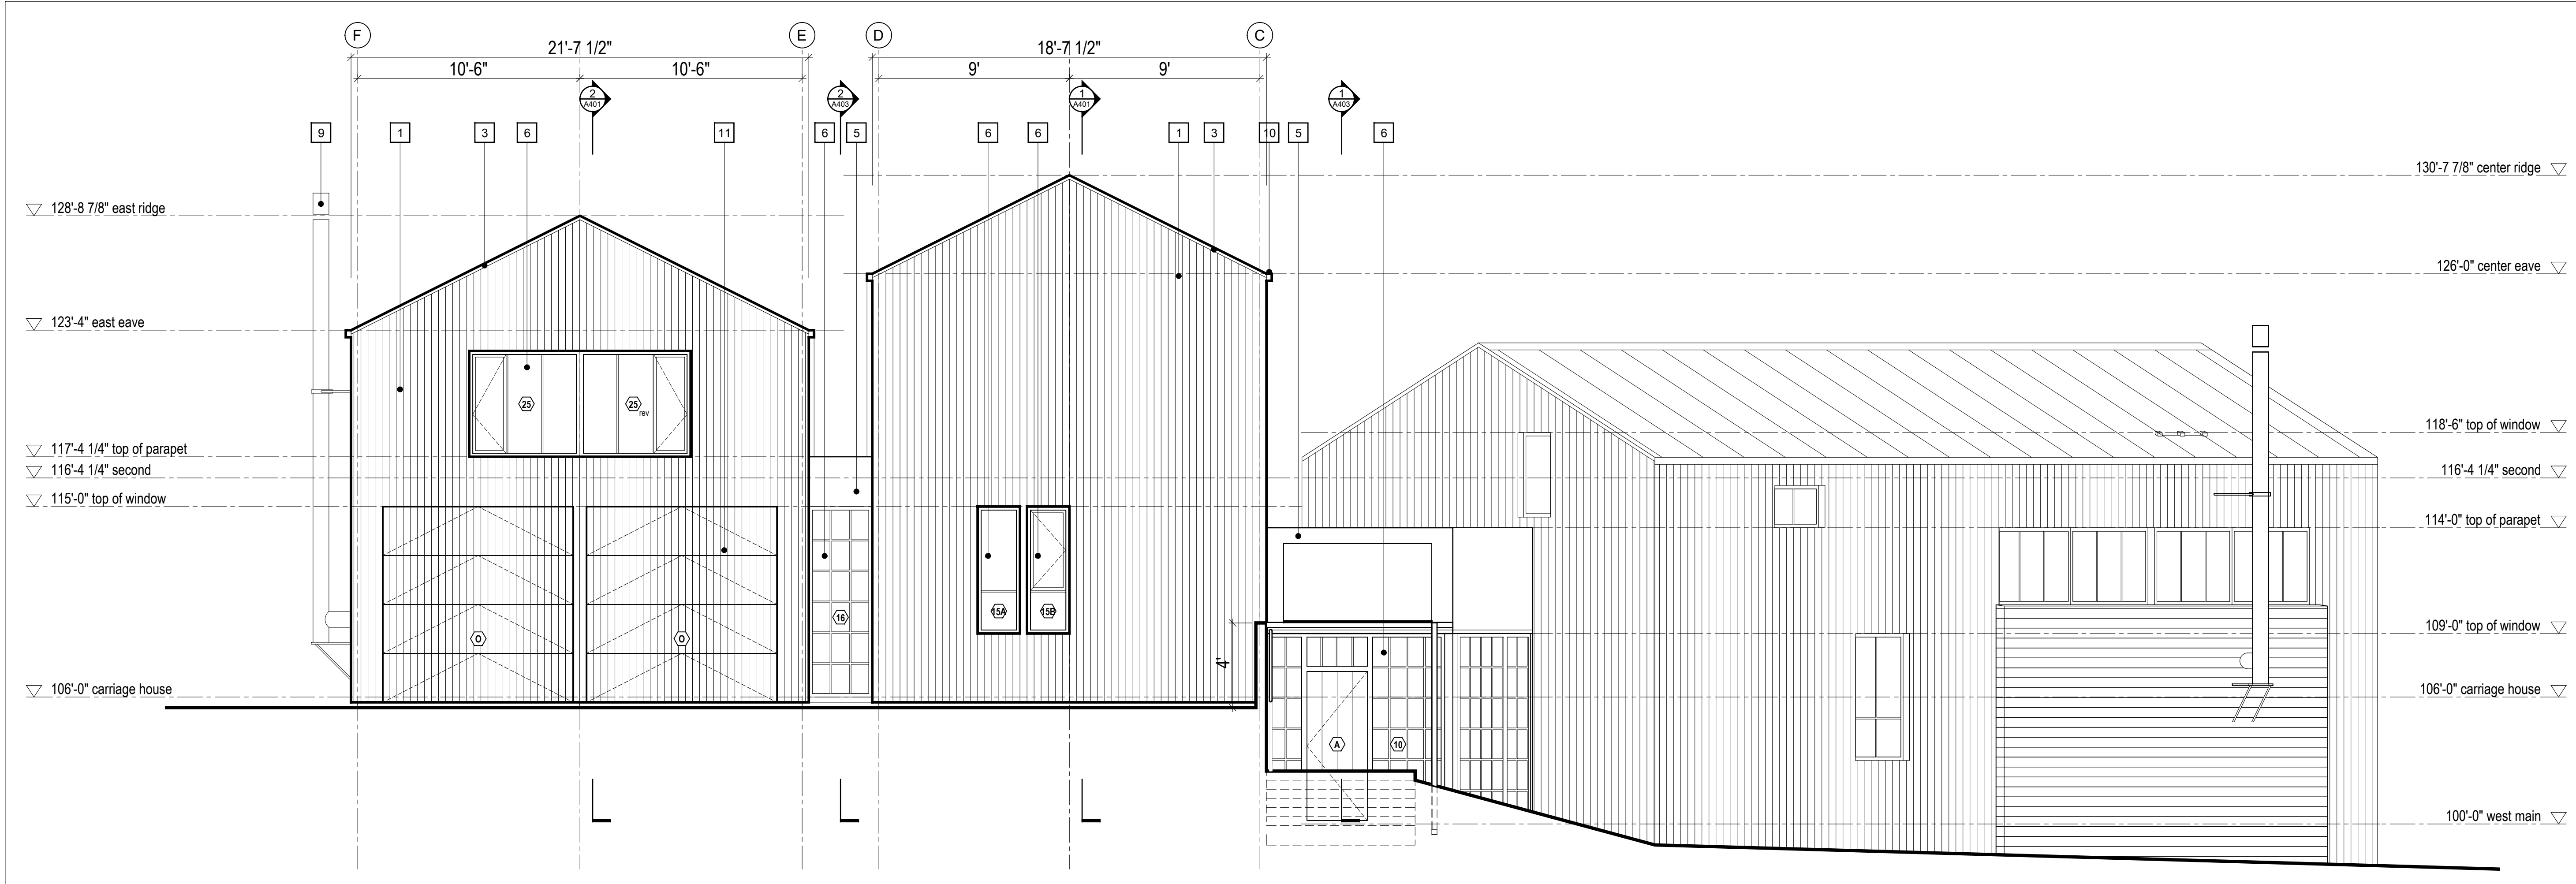 F
E
D
C
21'-7 1/2"
18'-7 1/2"
10'-6"
10'-6"
9'
9'
2
A401
2
A403
1
A401
1
A403
9
1
3
6
11
6
5
6
6
1
3
10
5
6
130'-7 7/8" center ridge
128'-8 7/8" east ridge
126'-0" center eave
123'-4" east eave
25
25
rev
118'-6" top of window
117'-4 1/4" top of parapet
116'-4 1/4" second
116'-4 1/4" second
115'-0" top of window
114'-0" top of parapet
15A
15B
16
O
O
109'-0" top of window
4'
106'-0" carriage house
106'-0" carriage house
A
10
100'-0" west main